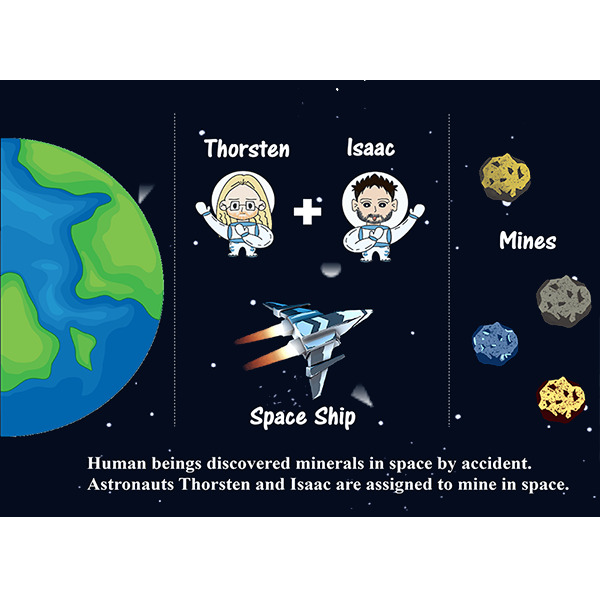 Thorsten
Isaac
+
Mines
Space Ship
Human beings discovered minerals in space by accident.
Astronauts Thorsten and Isaac are assigned to mine in space.